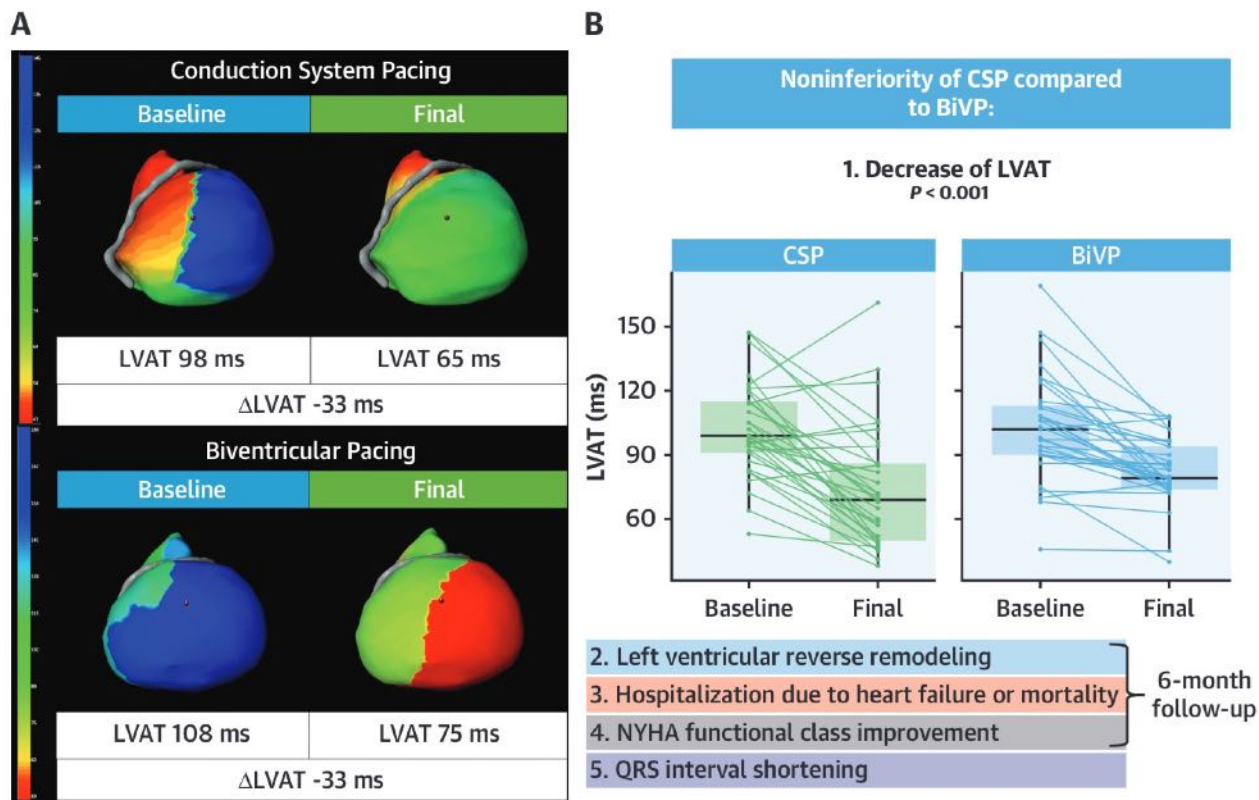 A
Conduction System Pacing
Baseline
Final
LVAT 98 ms
LVAT 65 ms
ΔLVAT -33 ms
Biventricular Pacing
Baseline
Final
LVAT 108 ms
LVAT 75 ms
ΔLVAT -33 ms
B
Noninferiority of CSP compared
to BiVP:
1. Decrease of LVAT
P < 0.001
CSP
BiVP
LVAT (ms)
150
120
90
60
Baseline
Final
Baseline
Final
2. Left ventricular reverse remodeling
3. Hospitalization due to heart failure or mortality
4. NYHA functional class improvement
5. QRS interval shortening
6-month
follow-up